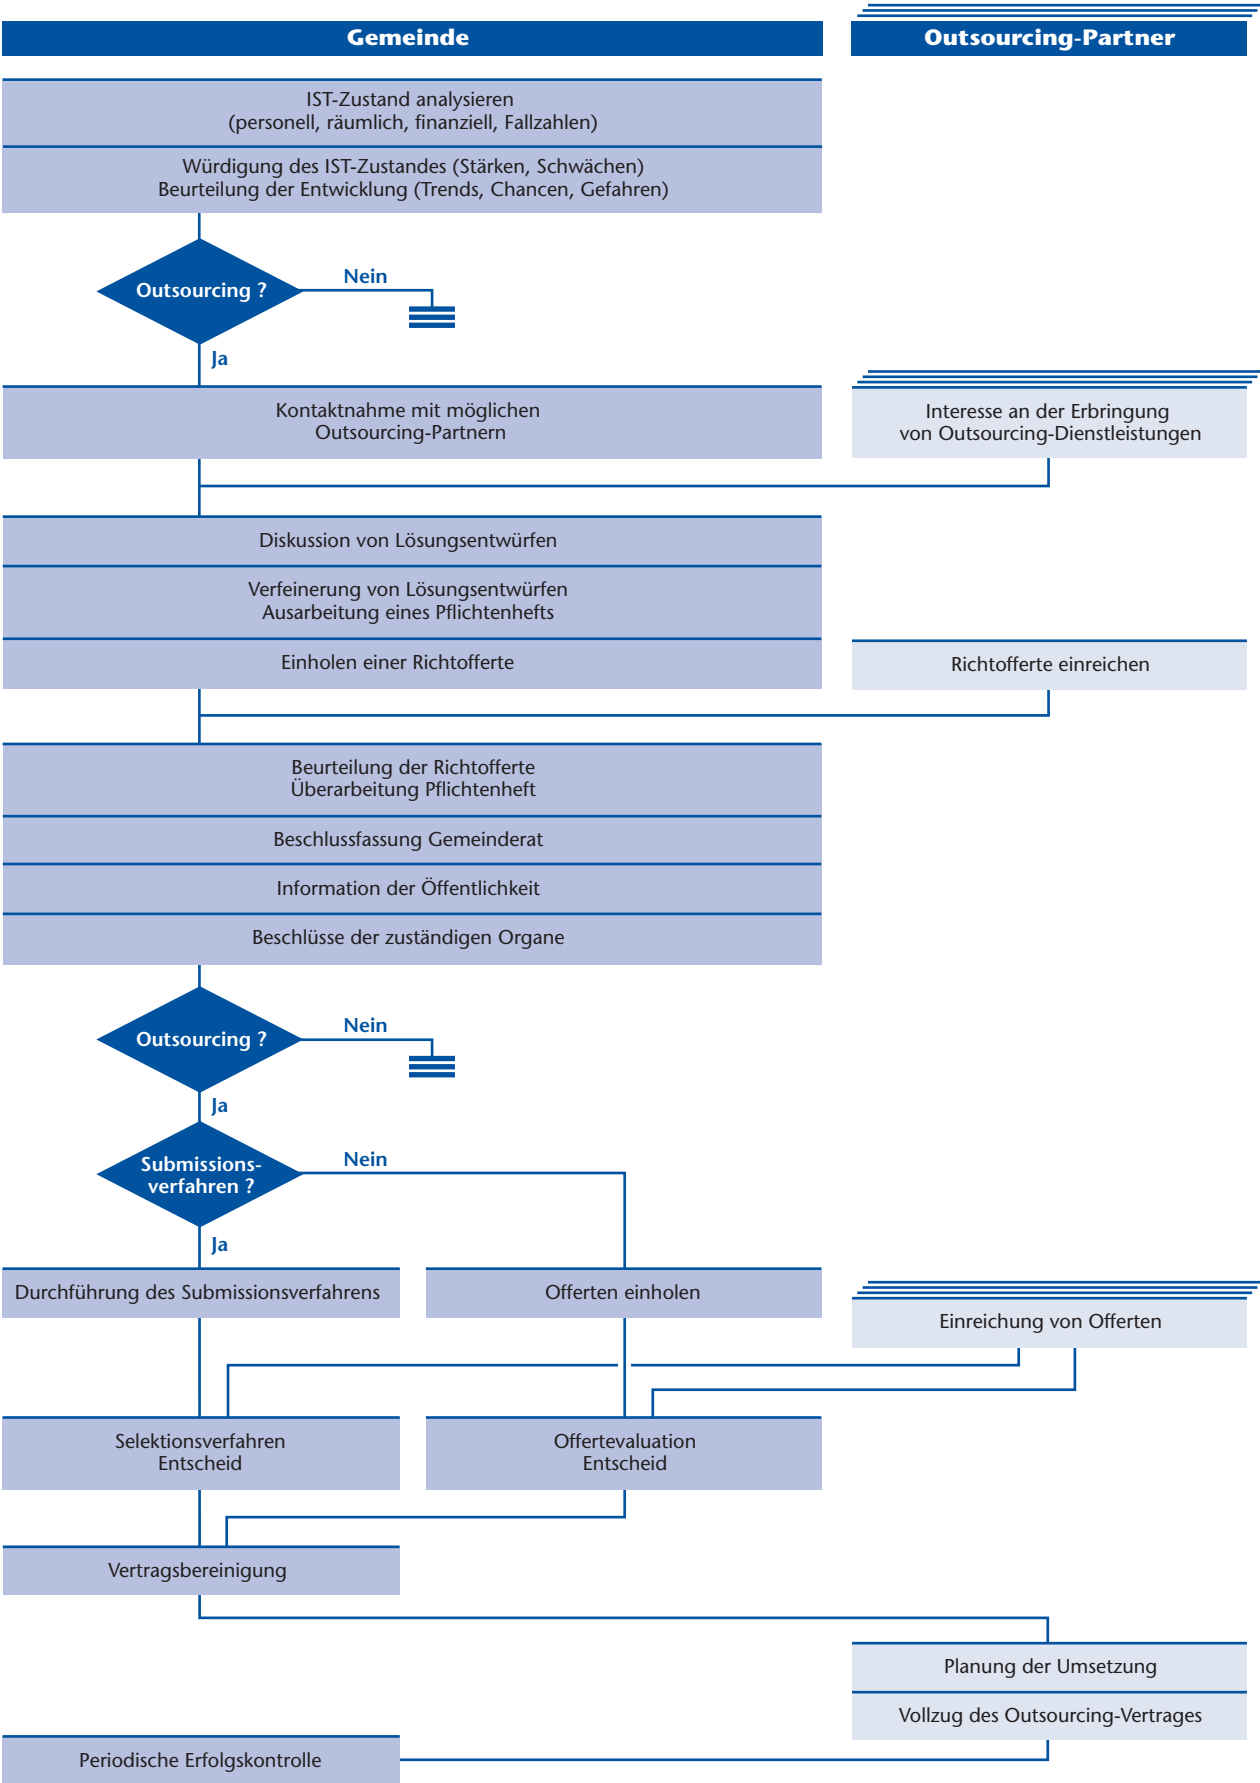 Gemeinde
Outsourcing-Partner
IST-Zustand analysieren
(personell, räumlich, finanziell, Fallzahlen)
Würdigung des IST-Zustandes (Stärken, Schwächen)
Beurteilung der Entwicklung (Trends, Chancen, Gefahren)
Outsourcing ?
Nein
Ja
Kontaktnahme mit möglichen
Outsourcing-Partnern
Interesse an der Erbringung
von Outsourcing-Dienstleistungen
Diskussion von Lösungsentwürfen
Verfeinerung von Lösungsentwürfen
Ausarbeitung eines Pflichtenhefts
Einholen einer Richtofferte
Richtofferte einreichen
Beurteilung der Richtofferte
Überarbeitung Pflichtenheft
Beschlussfassung Gemeinderat
Information der Öffentlichkeit
Beschlüsse der zuständigen Organe
Outsourcing ?
Nein
Ja
Submissions-
verfahren ?
Nein
Ja
Durchführung des Submissionsverfahrens
Offerten einholen
Einreichung von Offerten
Selektionsverfahren
Entscheid
Offertevaluation
Entscheid
Vertragsbereinigung
Planung der Umsetzung
Vollzug des Outsourcing-Vertrages
Periodische Erfolgskontrolle